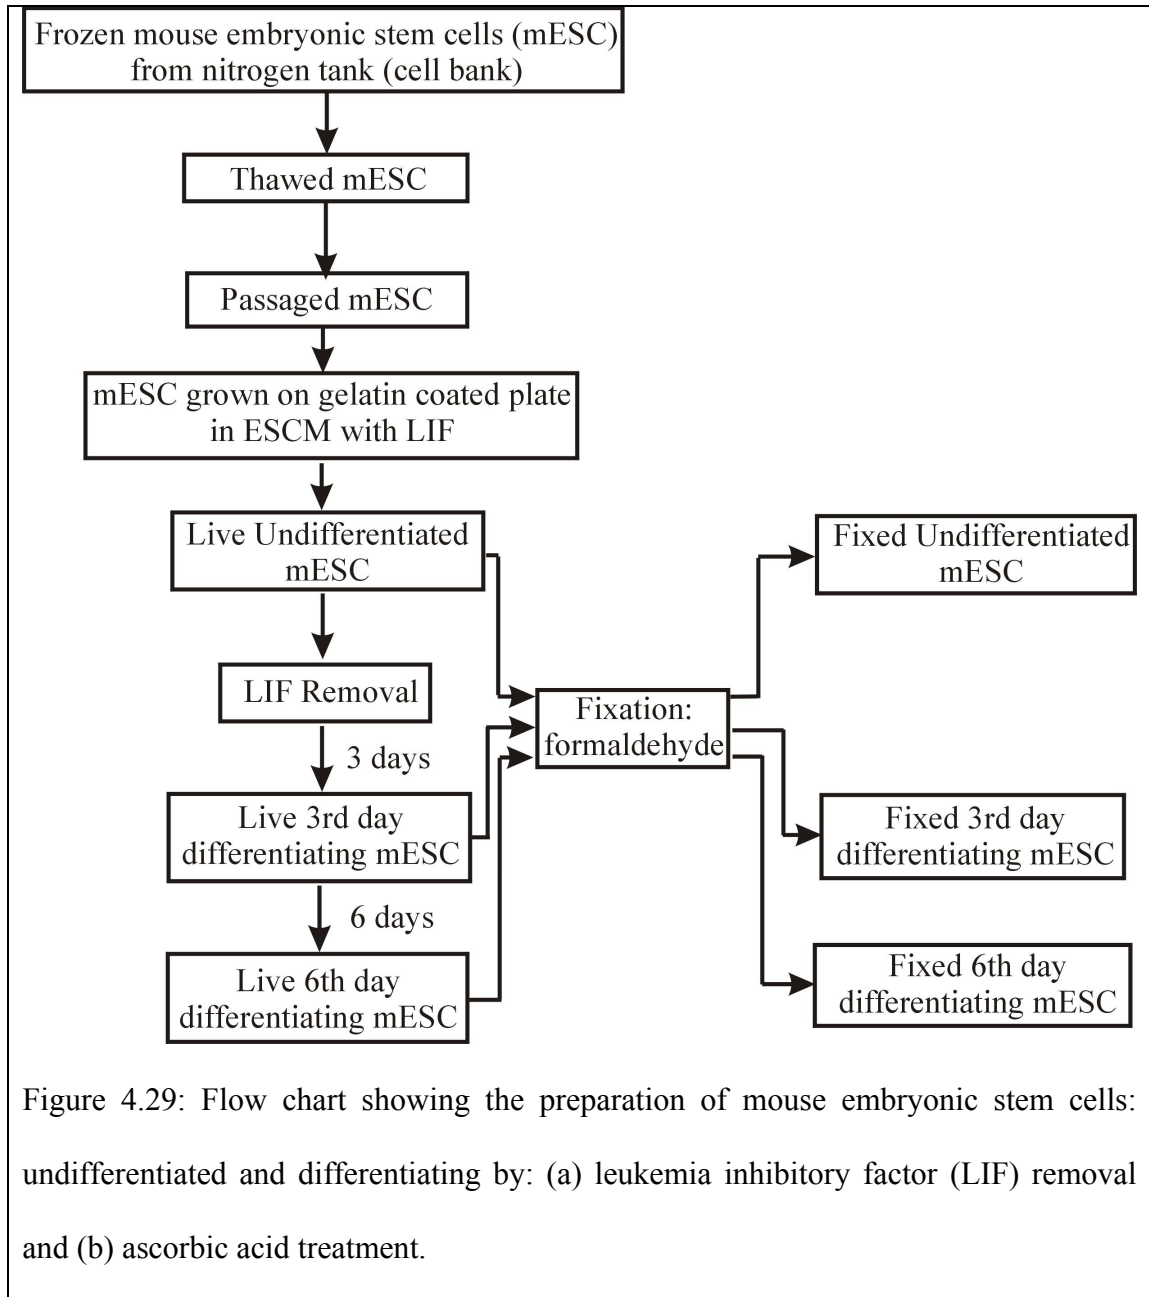 Frozen mouse embryonic stem cells (mESC)
from nitrogen tank (cell bank)
Thawed mESC
Passaged mESC
mESC grown on gelatin coated plate
in ESCM with LIF
Live Undifferentiated
mESC
LIF Removal
3 days
Live 3rd day
differentiating mESC
6 days
Live 6th day
differentiating mESC
Fixation:
formaldehyde
Fixed Undifferentiated
mESC
Fixed 3rd day
differentiating mESC
Fixed 6th day
differentiating mESC
Figure 4.29: Flow chart showing the preparation of mouse embryonic stem cells:
undifferentiated and differentiating by: (a) leukemia inhibitory factor (LIF) removal
and (b) ascorbic acid treatment.